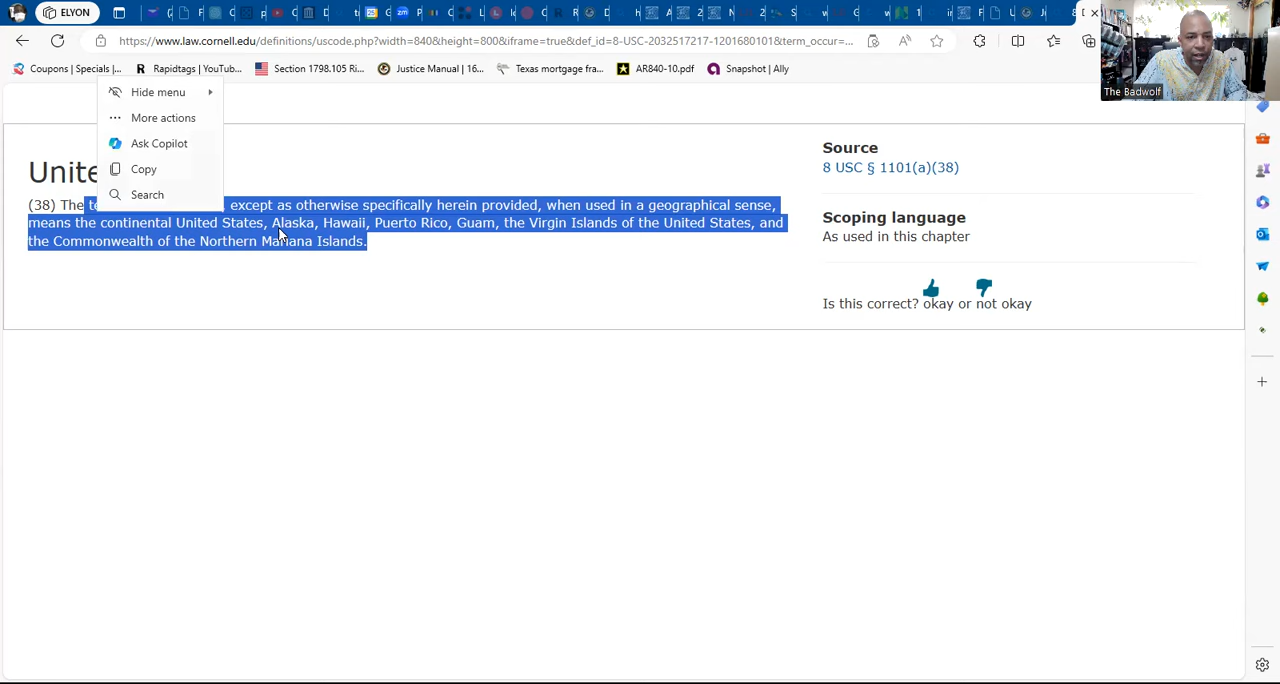 ELYON
https://www.law.cornell.edu/definitions/uscode.php?width=840&height=800&iframe=true&def_id=8-USC-2032517217-1201680101&term_occur=...
Coupons | Specials |...
Rapidtags | YouTub...
Section 1798.105 Ri...
Justice Manual | 16...
Texas mortgage fra...
AR840-10.pdf
Snapshot | Ally
The Badwolf
Hide menu
More actions
Ask Copilot
Copy
Search
Unite
(38) The te , except as otherwise specifically herein provided, when used in a geographical sense,
means the continental United States, Alaska, Hawaii, Puerto Rico, Guam, the Virgin Islands of the United States, and
the Commonwealth of the Northern Mariana Islands.
Source
8 USC § 1101(a)(38)
Scoping language
As used in this chapter
Is this correct? okay or not okay